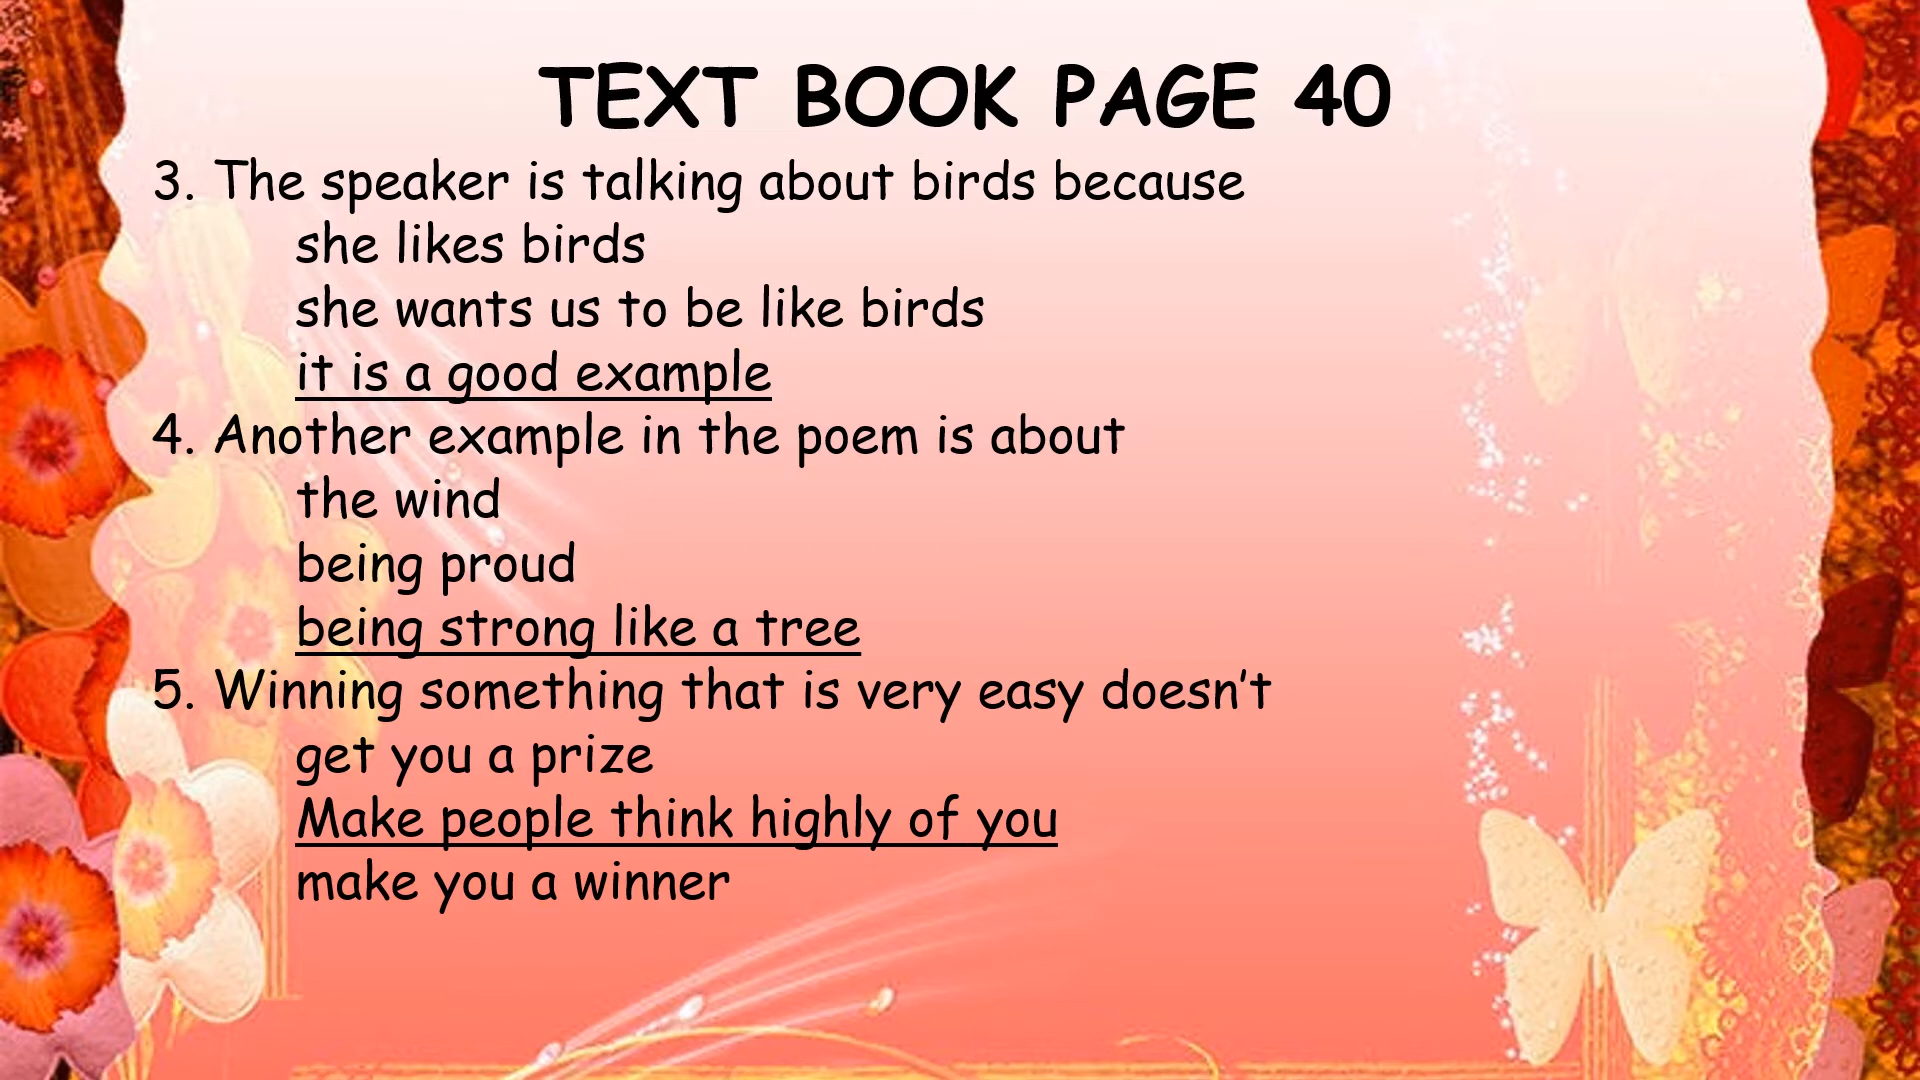 TEXT BOOK PAGE 40
3. The speaker is talking about birds because
she likes birds
she wants us to be like birds
it is a good example
4. Another example in the poem is about
the wind
being proud
being strong like a tree
5. Winning something that is very easy doesn’t
get you a prize
Make people think highly of you
make you a winner